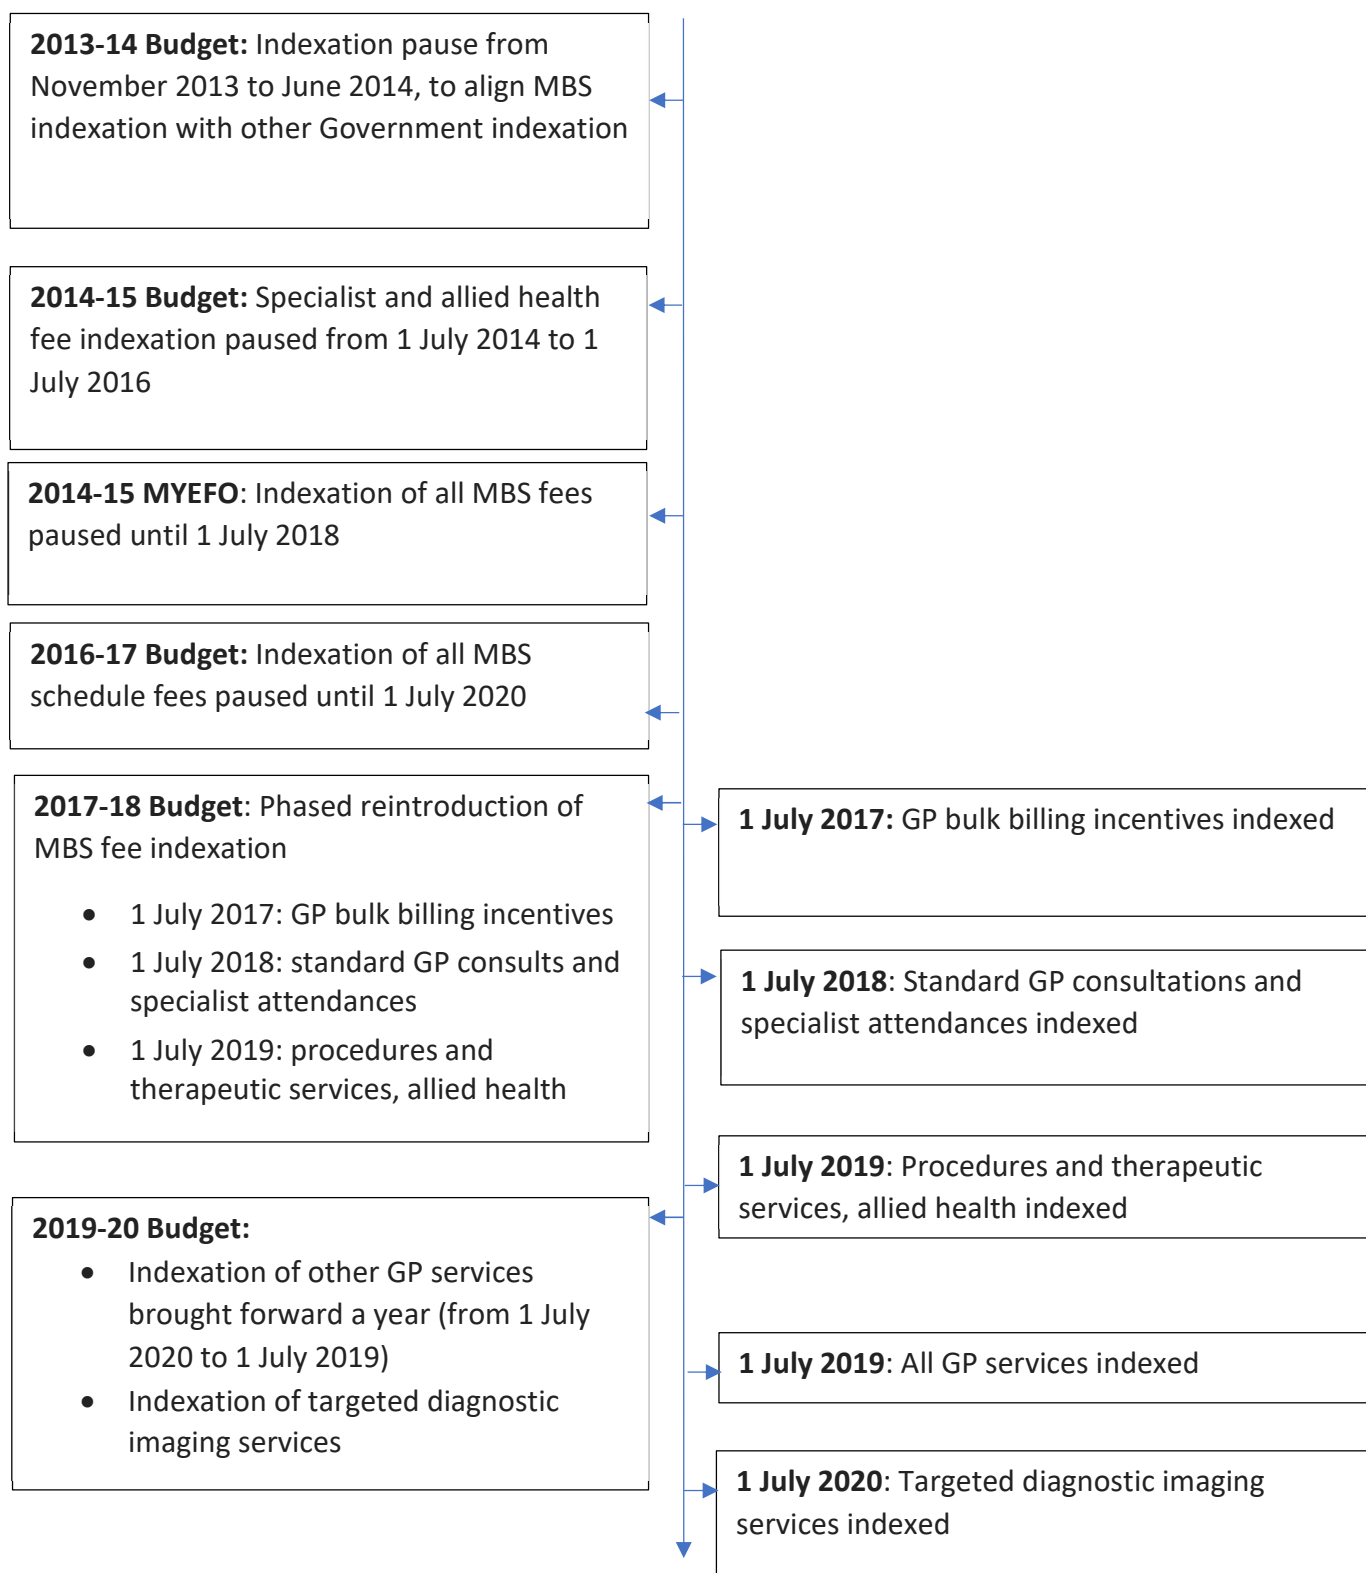 2013-14 Budget: Indexation pause from
November 2013 to June 2014, to align MBS
indexation with other Government indexation
2014-15 Budget: Specialist and allied health
fee indexation paused from 1 July 2014 to 1
July 2016
2014-15 MYEFO: Indexation of all MBS fees
paused until 1 July 2018
2016-17 Budget: Indexation of all MBS
schedule fees paused until 1 July 2020
2017-18 Budget: Phased reintroduction of
MBS fee indexation
• 1 July 2017: GP bulk billing incentives
• 1 July 2018: standard GP consults and
specialist attendances
• 1 July 2019: procedures and
therapeutic services, allied health
2019-20 Budget:
• Indexation of other GP services
brought forward a year (from 1 July
2020 to 1 July 2019)
• Indexation of targeted diagnostic
imaging services
1 July 2017: GP bulk billing incentives indexed
1 July 2018: Standard GP consultations and
specialist attendances indexed
1 July 2019: Procedures and therapeutic
services, allied health indexed
1 July 2019: All GP services indexed
1 July 2020: Targeted diagnostic imaging
services indexed